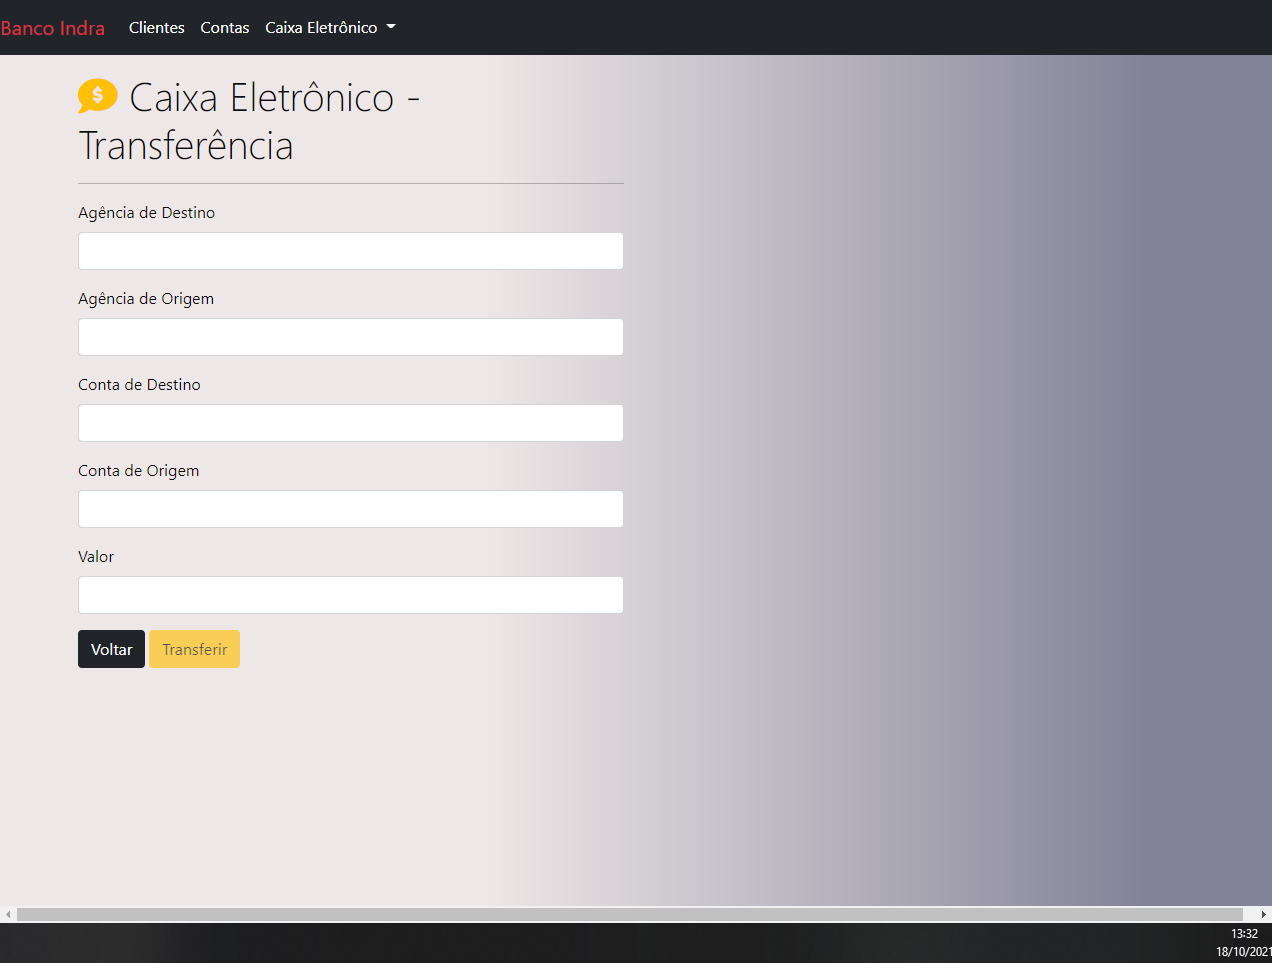 Banco Indra Clientes Contas Caixa Eletrônico
$ Caixa Eletrônico -
Transferência
Agência de Destino
Agência de Origem
Conta de Destino
Conta de Origem
Valor
Voltar Transferir
13:32
18/10/2021